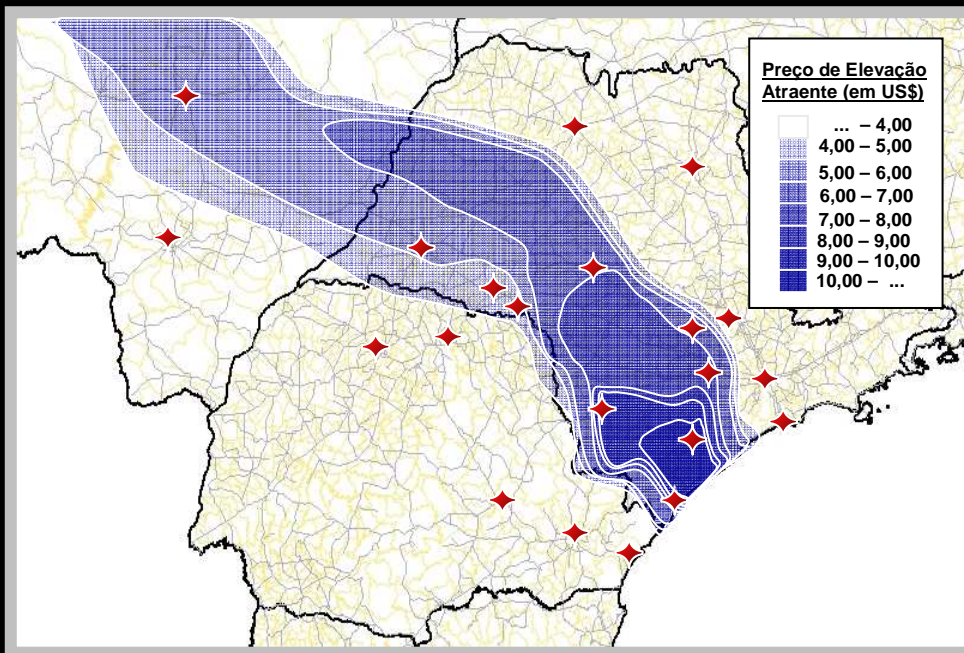 Preço de Elevação
Atraente (em US$)
... – 4,00
4,00 – 5,00
5,00 – 6,00
6,00 – 7,00
7,00 – 8,00
8,00 – 9,00
9,00 – 10,00
10,00 – ...